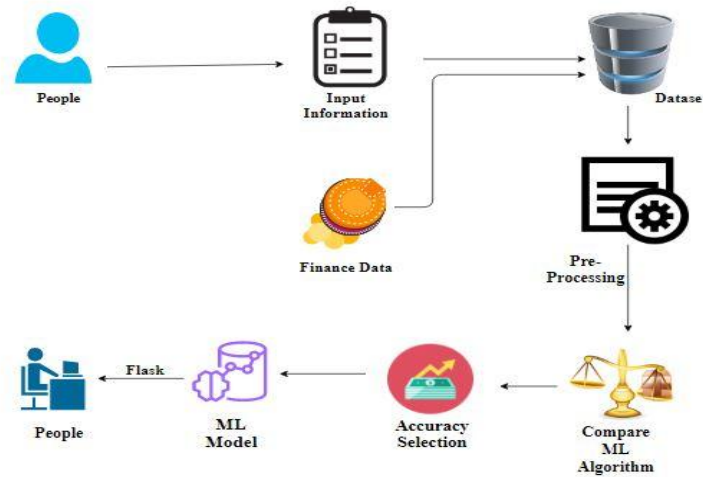 People
Input
Information
Datase
Finance Data
Pre-
Processing
Flask
People
ML
Model
Accuracy
Selection
Compare
ML
Algorithm